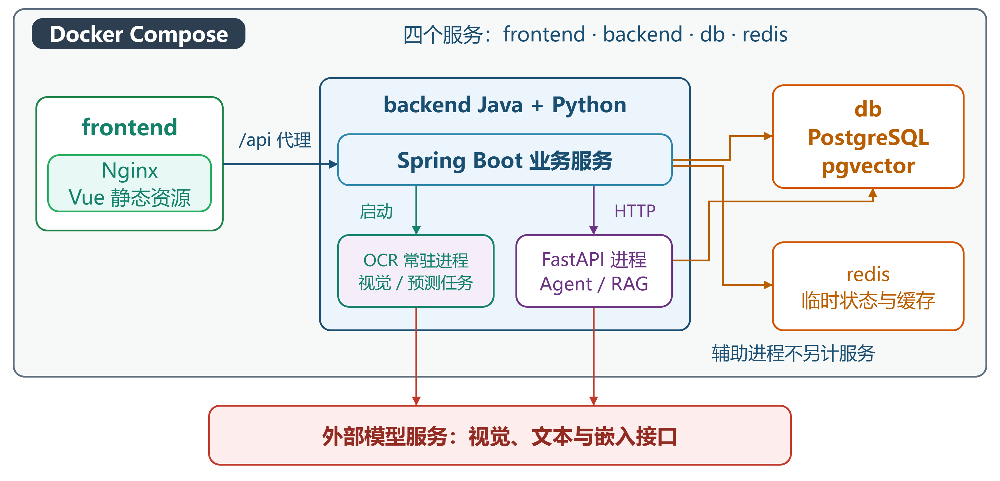 Docker Compose
四个服务：frontend · backend · db · redis
frontend
Nginx
Vue 静态资源
/api 代理
backend Java + Python
Spring Boot 业务服务
启动
HTTP
OCR 常驻进程
视觉 / 预测任务
FastAPI 进程
Agent / RAG
db
PostgreSQL
pgvector
redis
临时状态与缓存
辅助进程不另计服务
外部模型服务：视觉、文本与嵌入接口